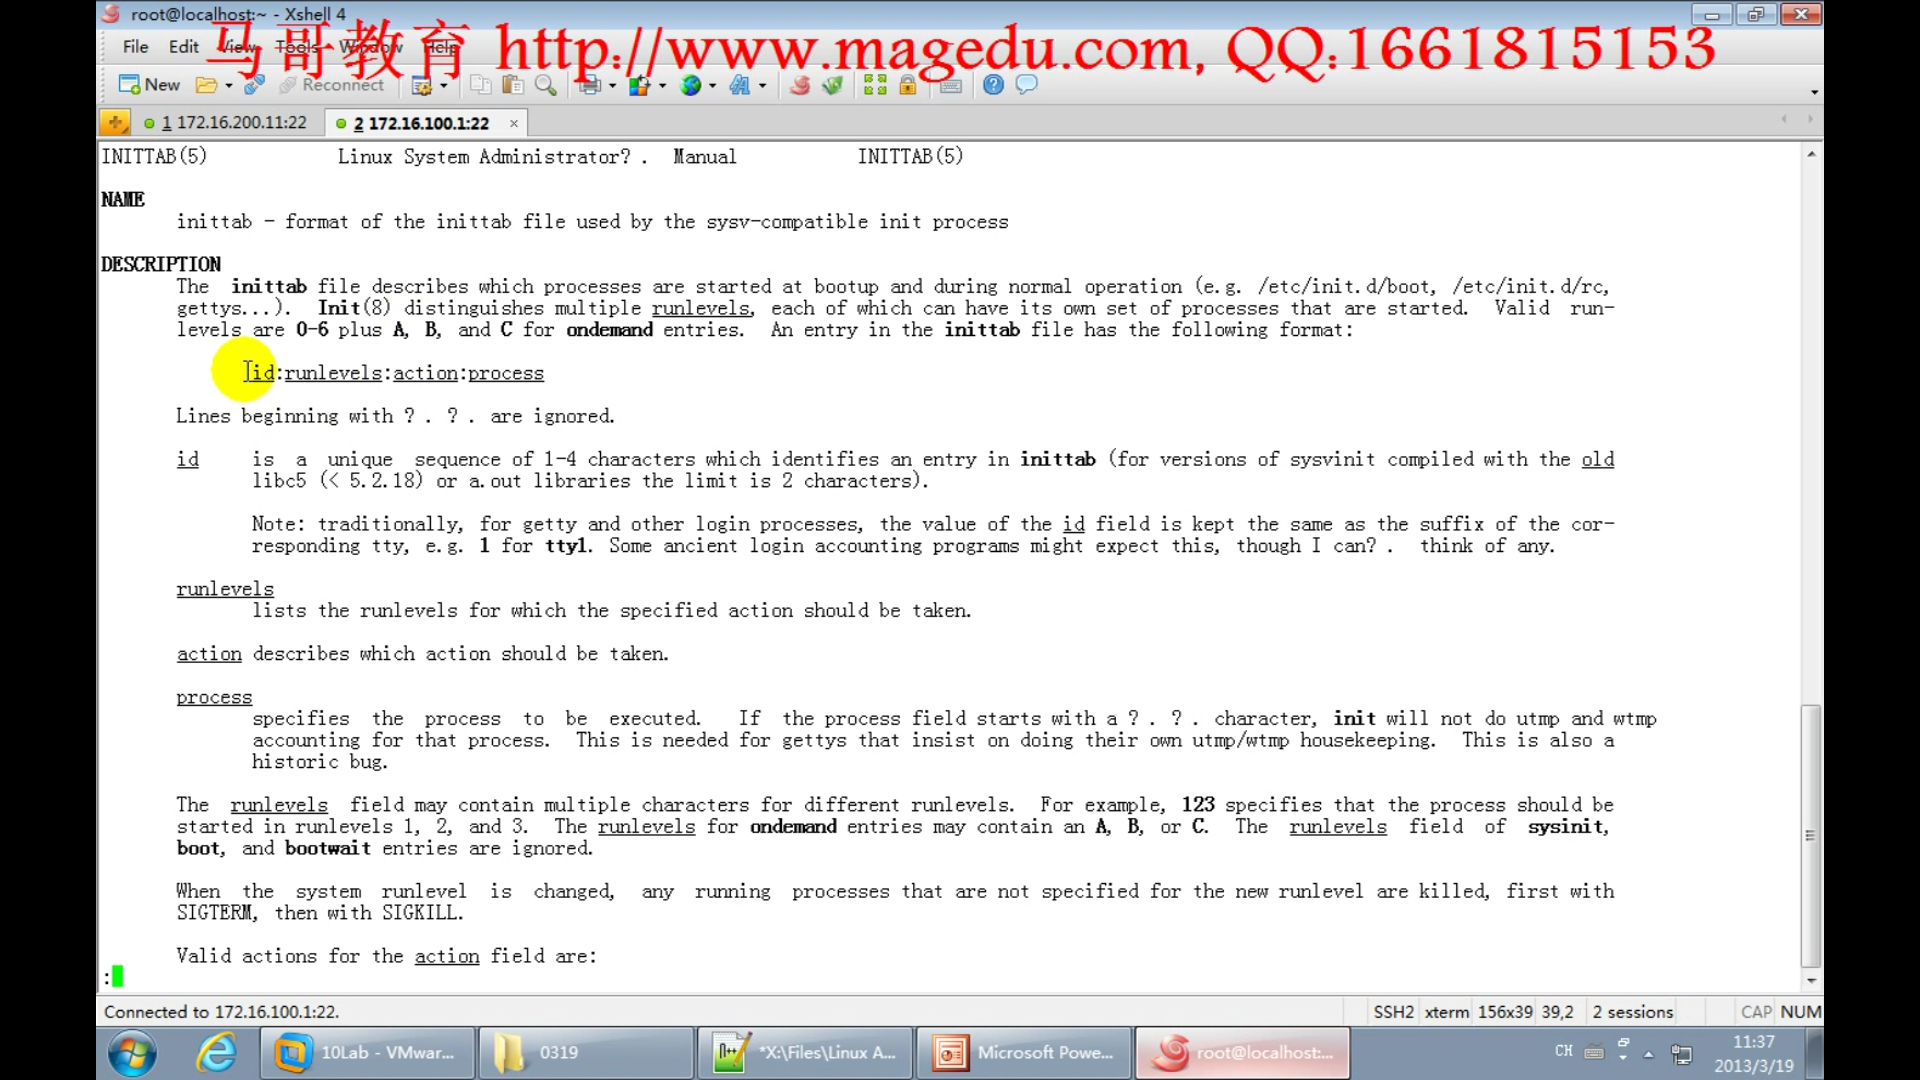 root@localhost:~ - Xshell 4
马哥教育 http://www.magedu.com, QQ:1661815153
File Edit View Tools Window Help
New Reconnect
1 172.16.200.11:22
2 172.16.100.1:22
INITTAB(5) Linux System Administrator? . Manual INITTAB(5)
NAME
inittab - format of the inittab file used by the sysv-compatible init process
DESCRIPTION
The inittab file describes which processes are started at bootup and during normal operation (e.g. /etc/init.d/boot, /etc/init.d/rc,
gettys...). Init(8) distinguishes multiple runlevels, each of which can have its own set of processes that are started. Valid run-
levels are 0-6 plus A, B, and C for ondemand entries. An entry in the inittab file has the following format:
id:runlevels:action:process
Lines beginning with ? . ? . are ignored.
id is a unique sequence of 1-4 characters which identifies an entry in inittab (for versions of sysvinit compiled with the old
libc5 (< 5.2.18) or a.out libraries the limit is 2 characters).
Note: traditionally, for getty and other login processes, the value of the id field is kept the same as the suffix of the cor-
responding tty, e.g. 1 for tty1. Some ancient login accounting programs might expect this, though I can? . think of any.
runlevels
lists the runlevels for which the specified action should be taken.
action describes which action should be taken.
process
specifies the process to be executed. If the process field starts with a ? . ? . character, init will not do utmp and wtmp
accounting for that process. This is needed for gettys that insist on doing their own utmp/wtmp housekeeping. This is also a
historic bug.
The runlevels field may contain multiple characters for different runlevels. For example, 123 specifies that the process should be
started in runlevels 1, 2, and 3. The runlevels for ondemand entries may contain an A, B, or C. The runlevels field of sysinit,
boot, and bootwait entries are ignored.
When the system runlevel is changed, any running processes that are not specified for the new runlevel are killed, first with
SIGTERM, then with SIGKILL.
Valid actions for the action field are:
:
Connected to 172.16.100.1:22. SSH2 xterm 156x39 39,2 2 sessions CAP NUM
10Lab - VMwar... 0319 *X:\Files\Linux A... Microsoft Powe... root@localhost:... CH 11:37
2013/3/19